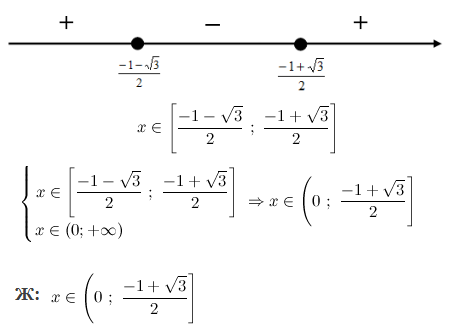 + − +
(-1-√3)/2 (-1+√3)/2
x ∈ [(-1-√3)/2 ; (-1+√3)/2]
{ x ∈ [(-1-√3)/2 ; (-1+√3)/2] ⇒ x ∈ (0 ; (-1+√3)/2]
x ∈ (0;+∞)
Ж: x ∈ (0 ; (-1+√3)/2]